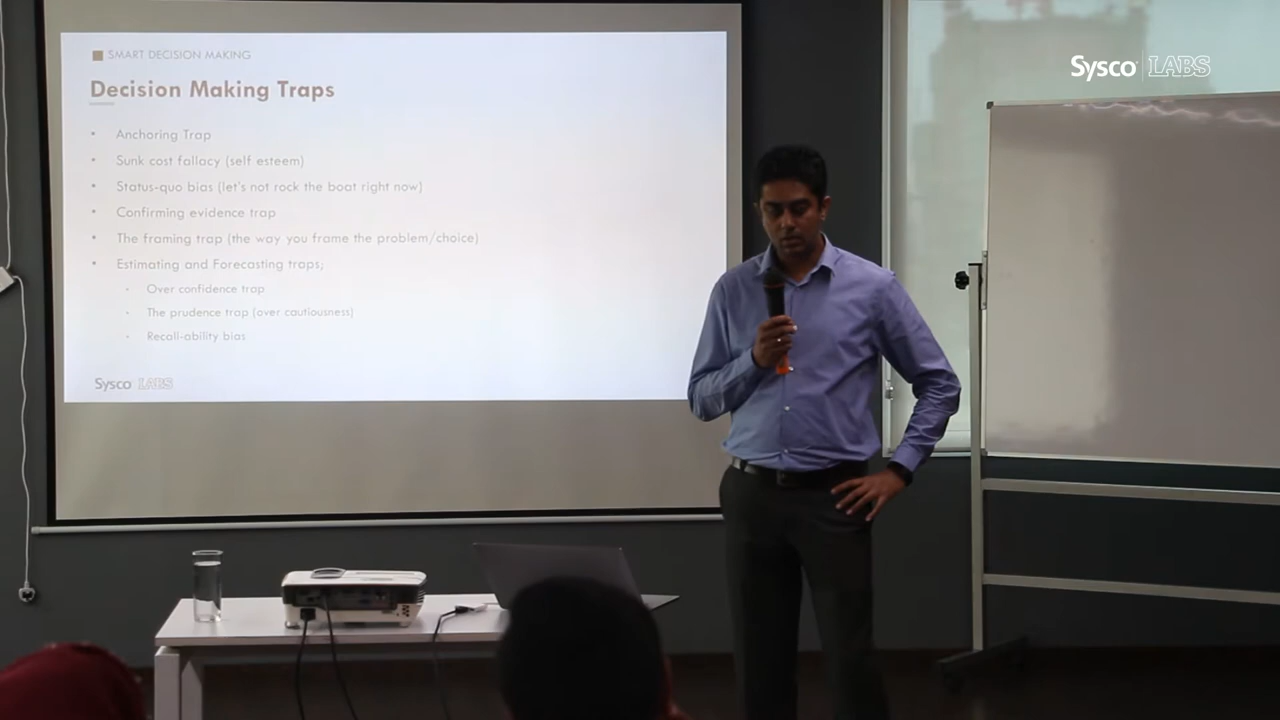 SMART DECISION MAKING
Sysco LABS
Decision Making Traps
• Anchoring Trap
• Sunk cost fallacy (self esteem)
• Status-quo bias (let's not rock the boat right now)
• Confirming evidence trap
• The framing trap (the way you frame the problem/choice)
• Estimating and Forecasting traps;
- Over confidence trap
- The prudence trap (over cautiousness)
- Recall-ability bias
Sysco LABS